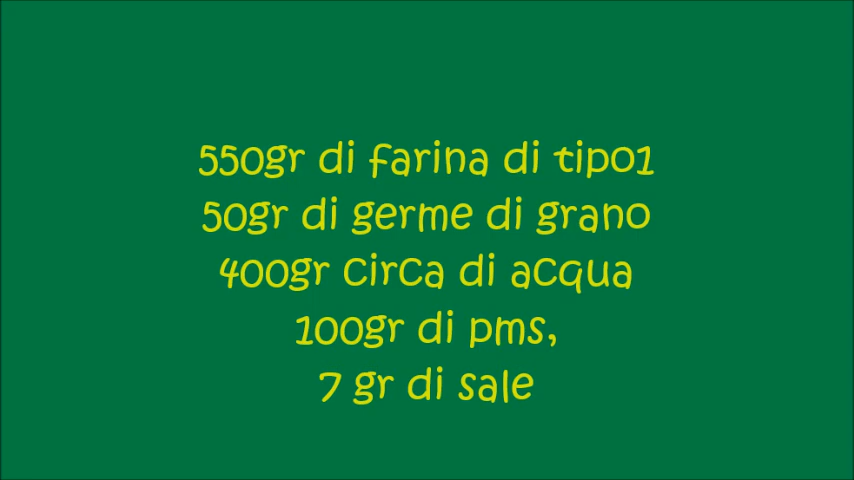 550gr di farina di tipo1
50gr di germe di grano
400gr circa di acqua
100gr di pms,
7 gr di sale